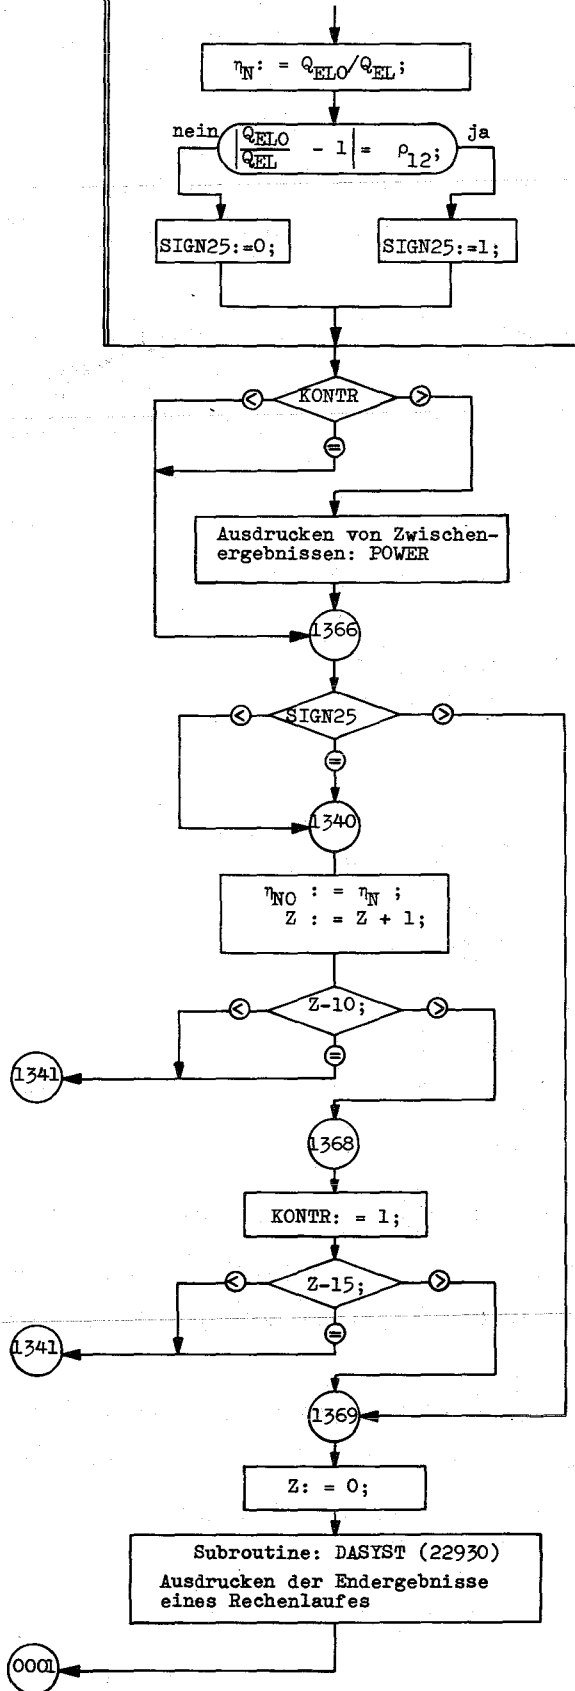 η_N: = Q_ELO/Q_EL;
nein
|Q_ELO/Q_EL - 1| = ρ_12;
ja
SIGN25:=0;
SIGN25:=1;
<
KONTR
>
=
Ausdrucken von Zwischen-
ergebnissen: POWER
1366
<
SIGN25
>
=
1340
η_NO : = η_N ;
Z : = Z + 1;
<
Z-10;
>
=
1341
1368
KONTR: = 1;
<
Z-15;
>
=
1341
1369
Z: = 0;
Subroutine: DASYST (22930)
Ausdrucken der Endergebnisse
eines Rechenlaufes
0001